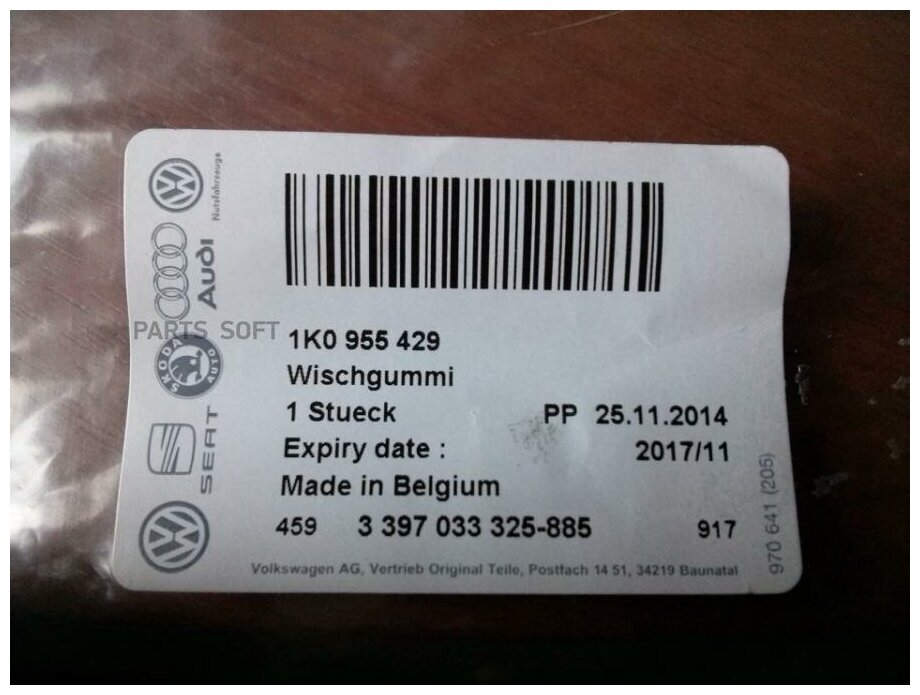 Nutzfahrzeuge
Audi
PARTS SOFT
SKODA AUTO
SEAT
1K0 955 429
Wischgummi
1 Stueck PP 25.11.2014
Expiry date : 2017/11
Made in Belgium
459 3 397 033 325-885 917
Volkswagen AG, Vertrieb Original Teile, Postfach 14 51, 34219 Baunatal
970 641 (205)